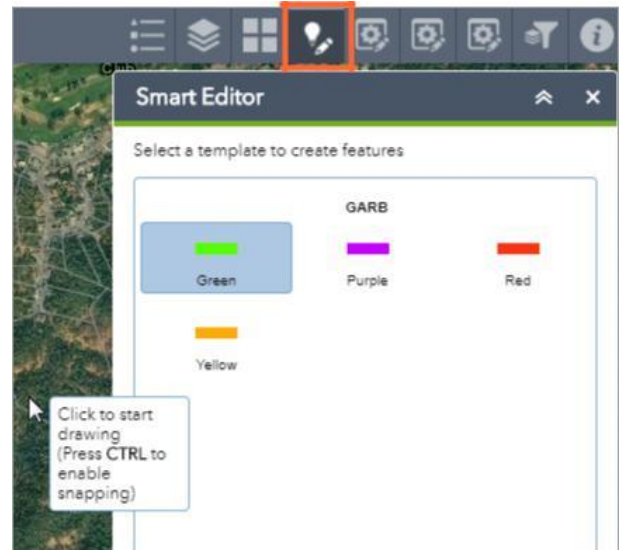 Smart Editor
Select a template to create features
GARB
Green
Purple
Red
Yellow
Click to start
drawing
(Press CTRL to
enable
snapping)